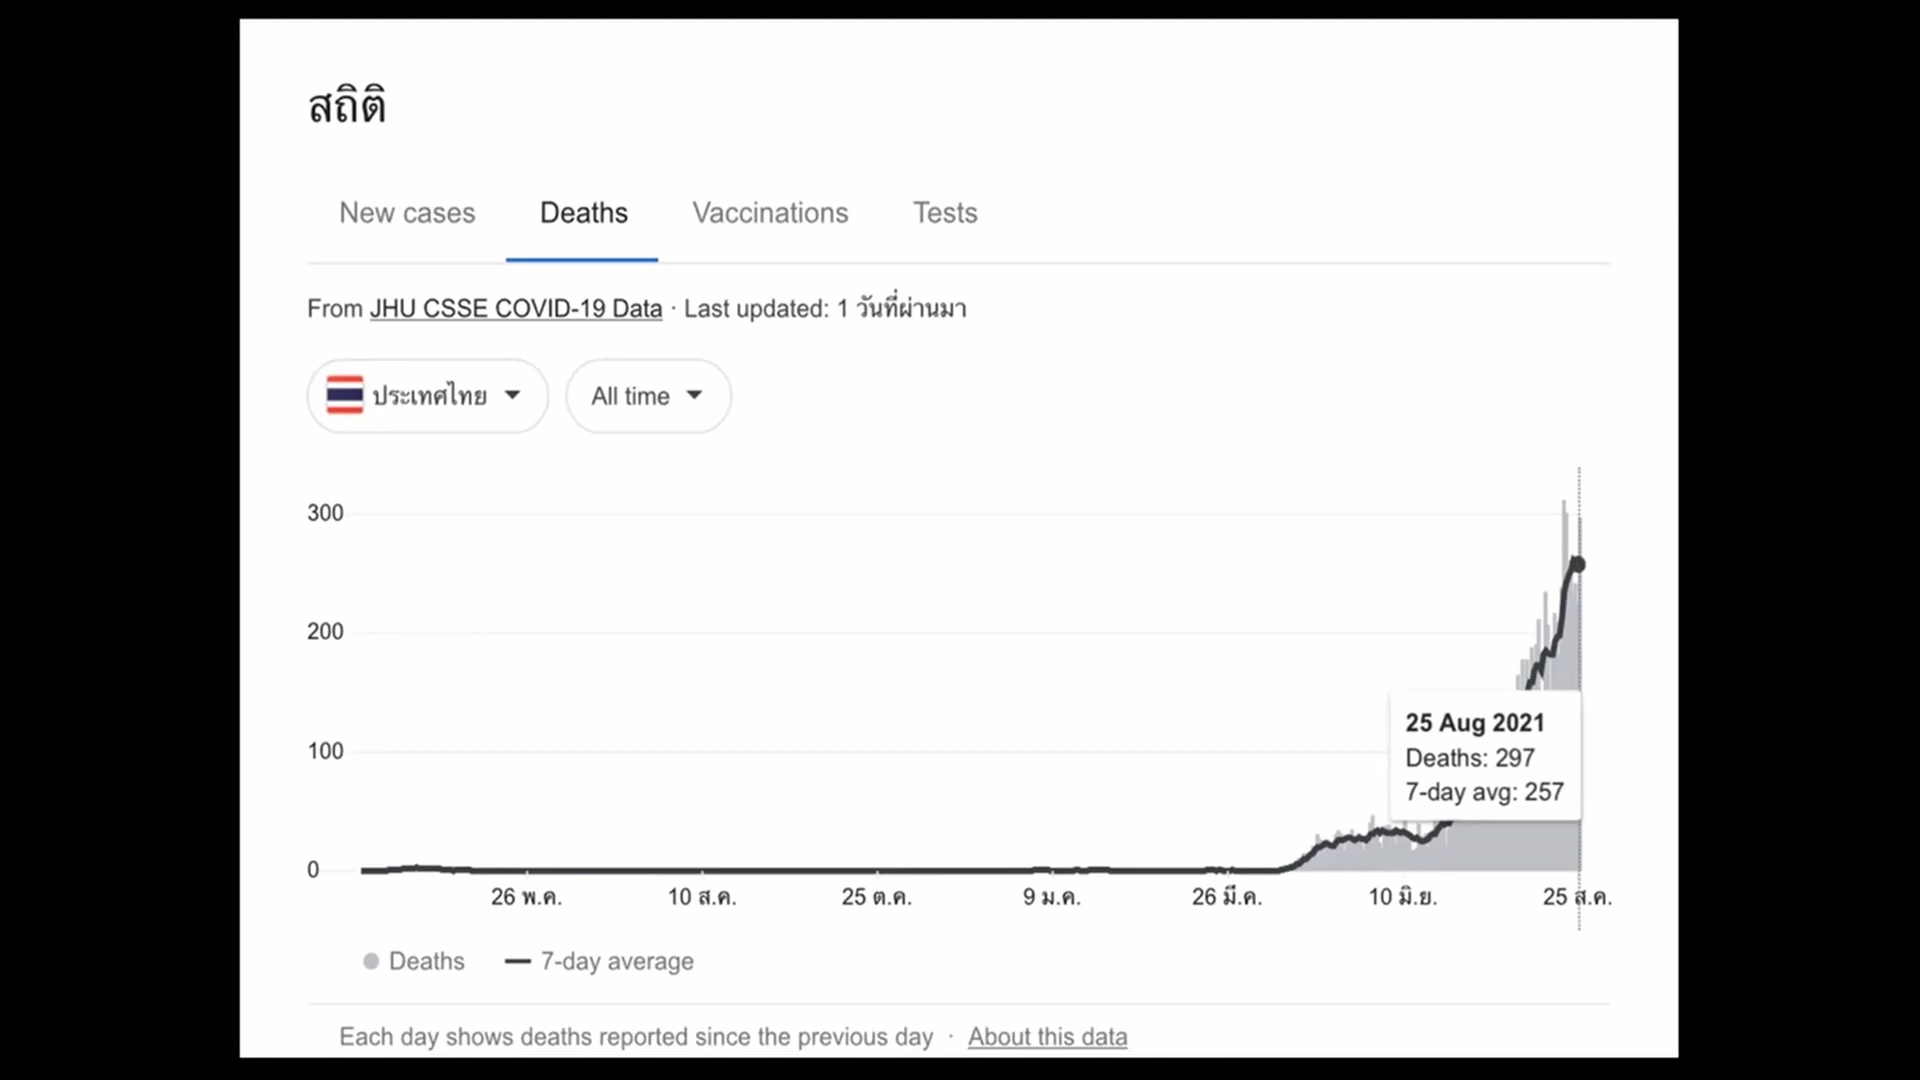 สถิติ
New cases Deaths Vaccinations Tests
From JHU CSSE COVID-19 Data · Last updated: 1 วันที่ผ่านมา
ประเทศไทย All time
300
200
100
0
25 Aug 2021
Deaths: 297
7-day avg: 257
26 พ.ค. 10 ส.ค. 25 ต.ค. 9 ม.ค. 26 มี.ค. 10 มิ.ย. 25 ส.ค.
Deaths 7-day average
Each day shows deaths reported since the previous day · About this data